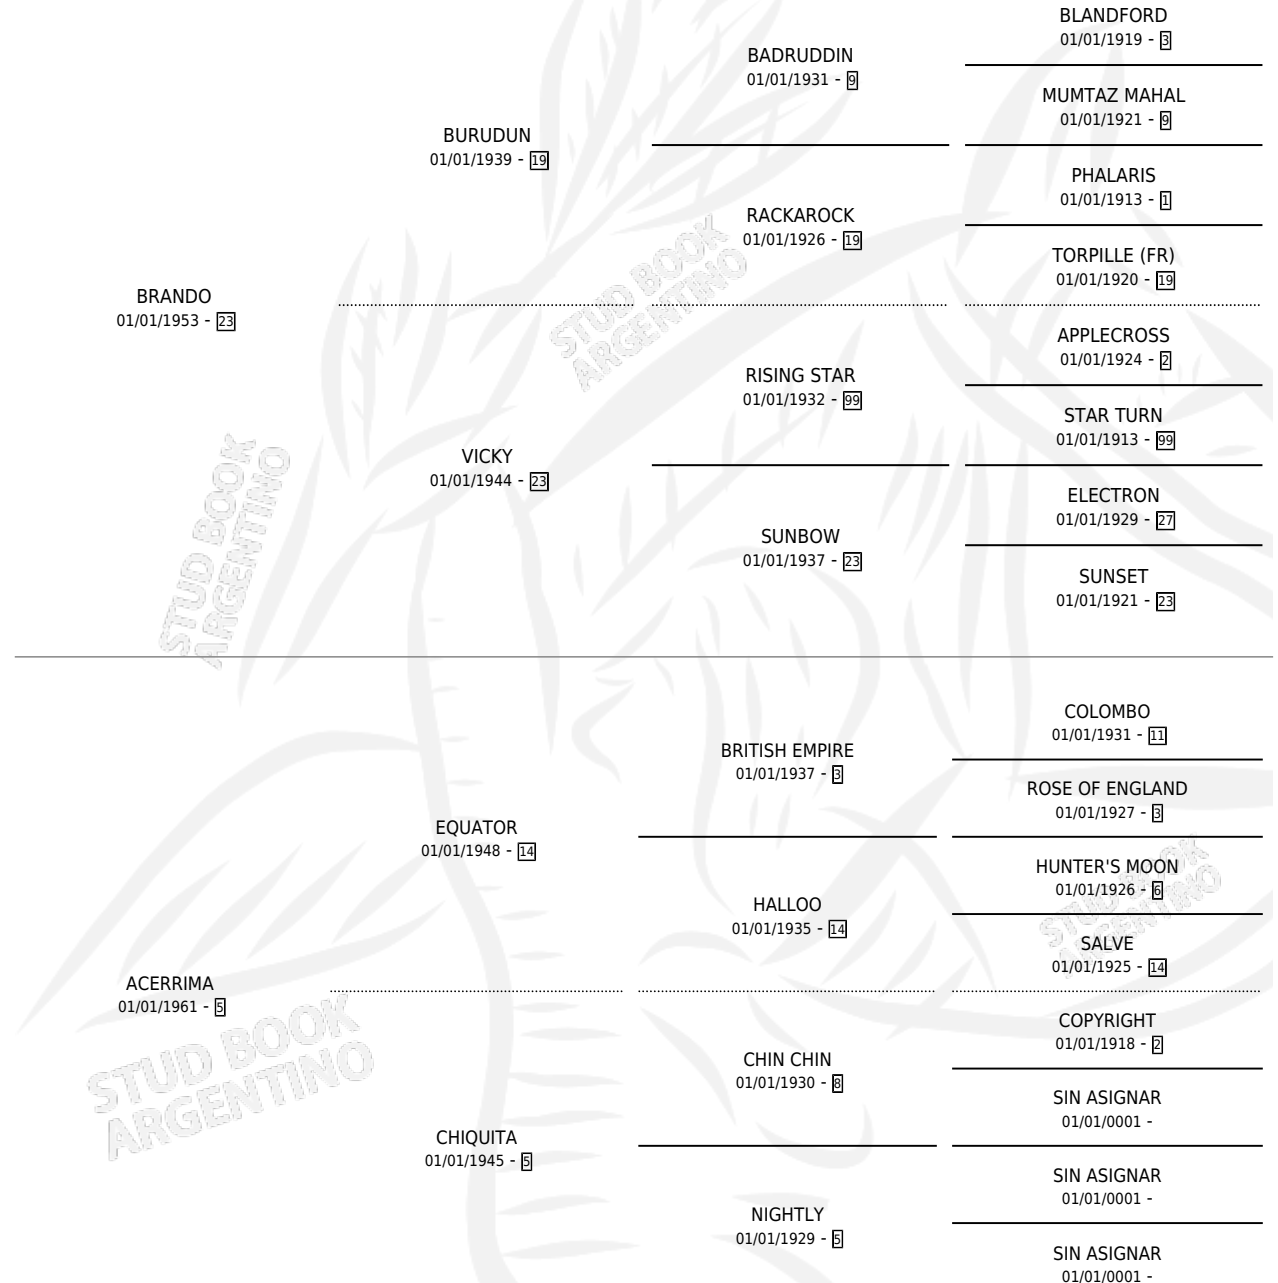 BLANDFORD
01/01/1919 - 3
BADRUDDIN
01/01/1931 - 9
MUMTAZ MAHAL
01/01/1921 - 9
BURUDUN
01/01/1939 - 19
PHALARIS
01/01/1913 - 1
RACKAROCK
01/01/1926 - 19
TORPILLE (FR)
01/01/1920 - 19
BRANDO
01/01/1953 - 23
APPLECROSS
01/01/1924 - 2
RISING STAR
01/01/1932 - 99
STAR TURN
01/01/1913 - 99
VICKY
01/01/1944 - 23
ELECTRON
01/01/1929 - 27
SUNBOW
01/01/1937 - 23
SUNSET
01/01/1921 - 23
COLOMBO
01/01/1931 - 11
BRITISH EMPIRE
01/01/1937 - 3
ROSE OF ENGLAND
01/01/1927 - 3
EQUATOR
01/01/1948 - 14
HUNTER'S MOON
01/01/1926 - 6
HALLOO
01/01/1935 - 14
SALVE
01/01/1925 - 14
ACERRIMA
01/01/1961 - 5
COPYRIGHT
01/01/1918 - 2
CHIN CHIN
01/01/1930 - 8
SIN ASIGNAR
01/01/0001 -
CHIQUITA
01/01/1945 - 5
SIN ASIGNAR
01/01/0001 -
NIGHTLY
01/01/1929 - 5
SIN ASIGNAR
01/01/0001 -
STUD BOOK
ARGENTINO
STUD BOOK
ARGENTINO
STUD BOOK
ARGENTINO
STUD BOOK
ARGENTINO